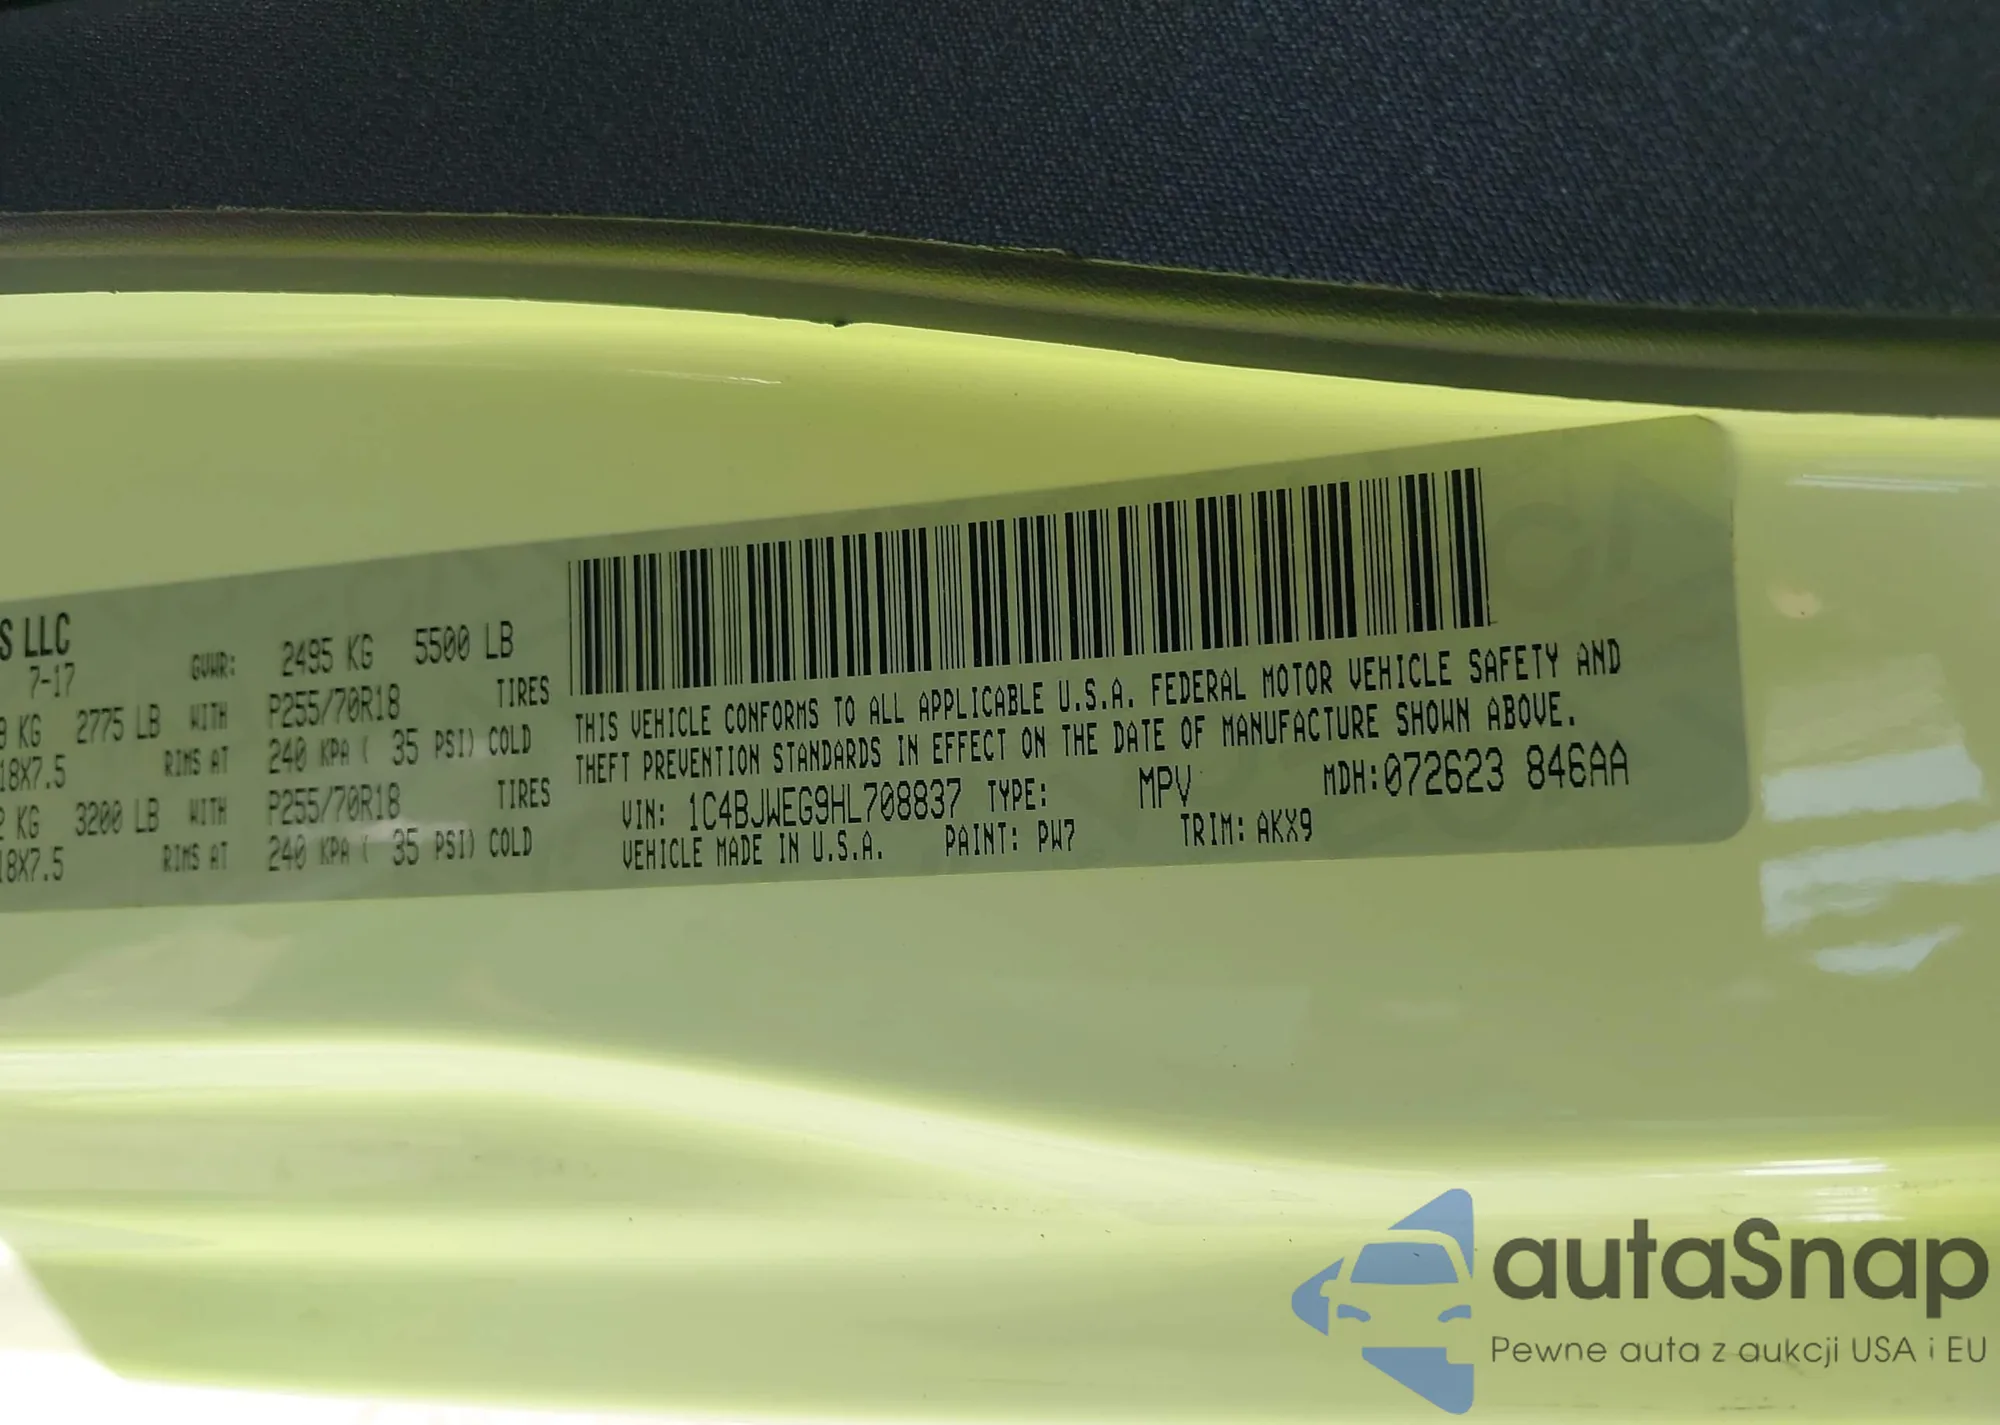 S LLC
7-17
GVWR: 2495 KG 5500 LB
KG 2775 LB WITH P255/70R18 TIRES
18X7.5 RIMS AT 240 KPA ( 35 PSI) COLD
KG 3200 LB WITH P255/70R18 TIRES
18X7.5 RIMS AT 240 KPA ( 35 PSI) COLD
THIS VEHICLE CONFORMS TO ALL APPLICABLE U.S.A. FEDERAL MOTOR VEHICLE SAFETY AND
THEFT PREVENTION STANDARDS IN EFFECT ON THE DATE OF MANUFACTURE SHOWN ABOVE.
VIN: 1C4BJWEG9HL708837 TYPE: MPV MDH:072623 846AA
VEHICLE MADE IN U.S.A. PAINT: PW7 TRIM: AKX9
autaSnap
Pewne auta z aukcji USA i EU